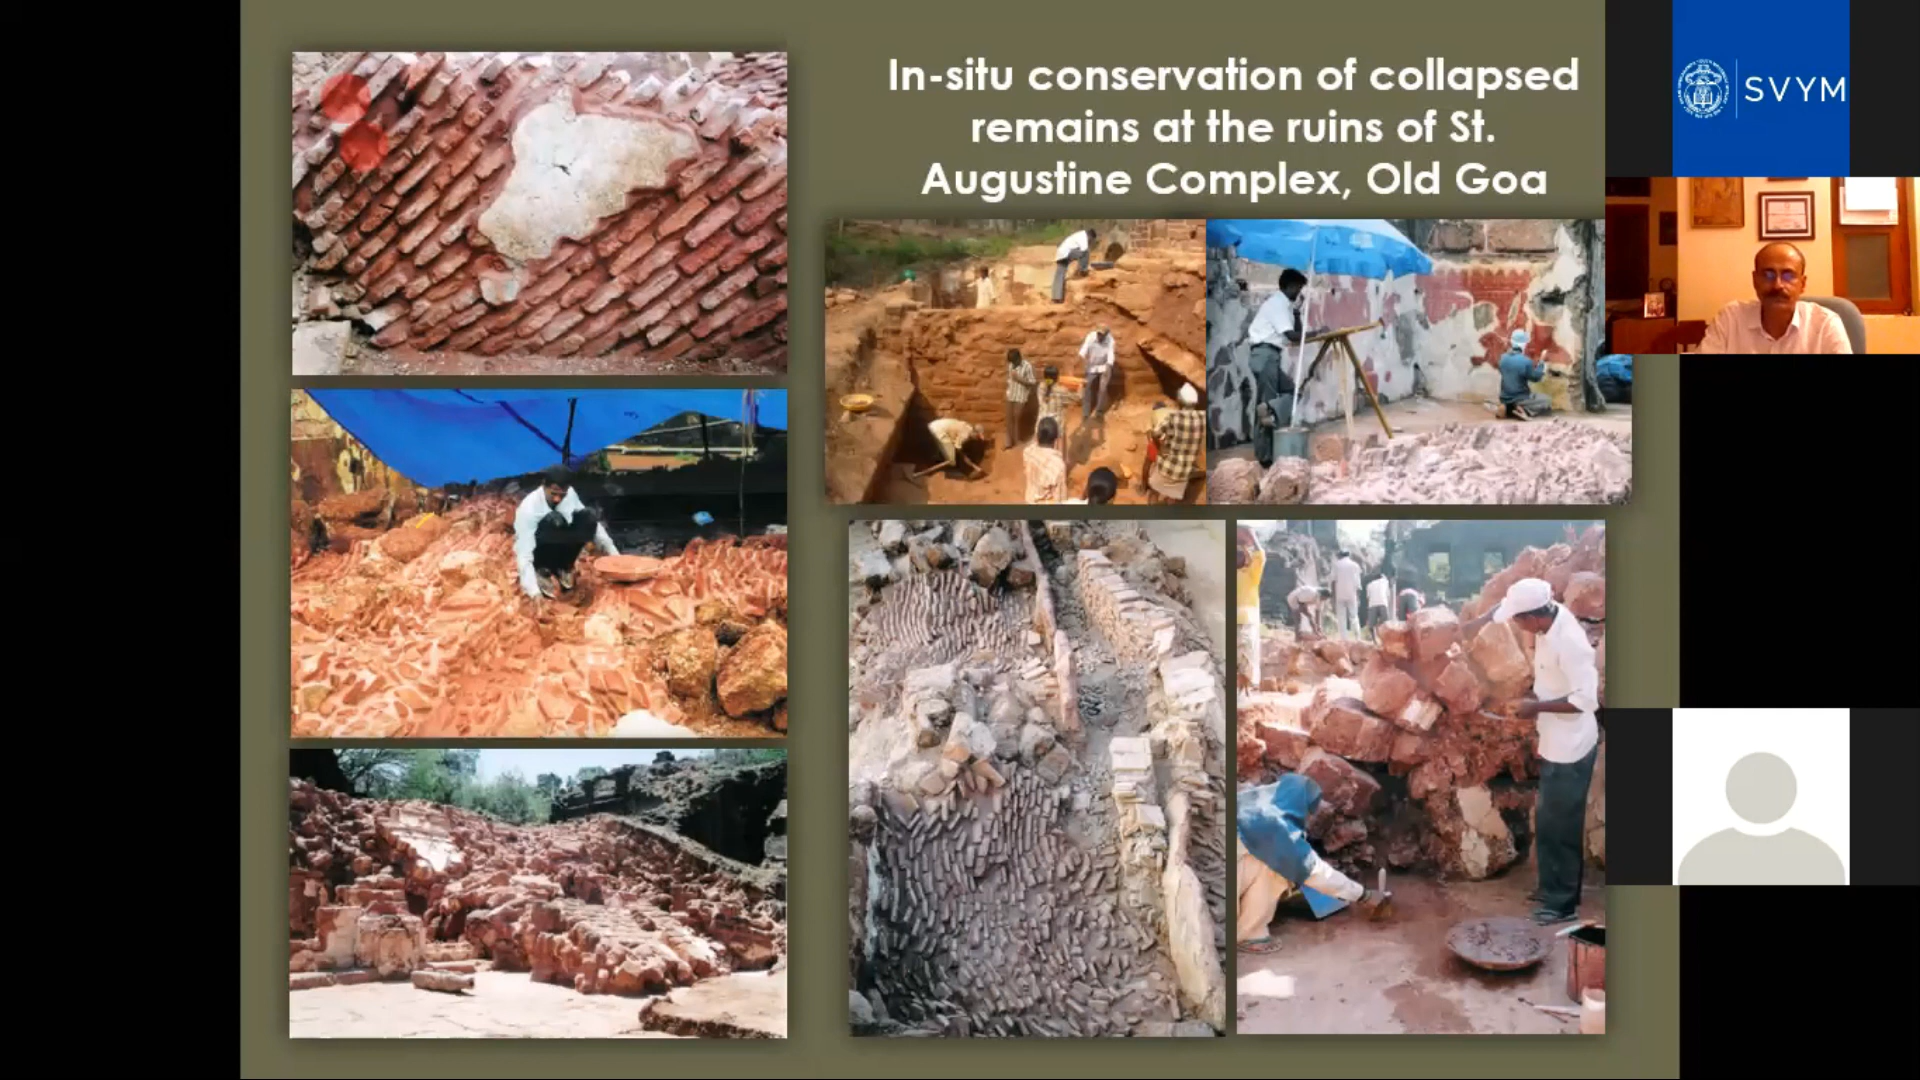 In-situ conservation of collapsed
remains at the ruins of St.
Augustine Complex, Old Goa
SVYM